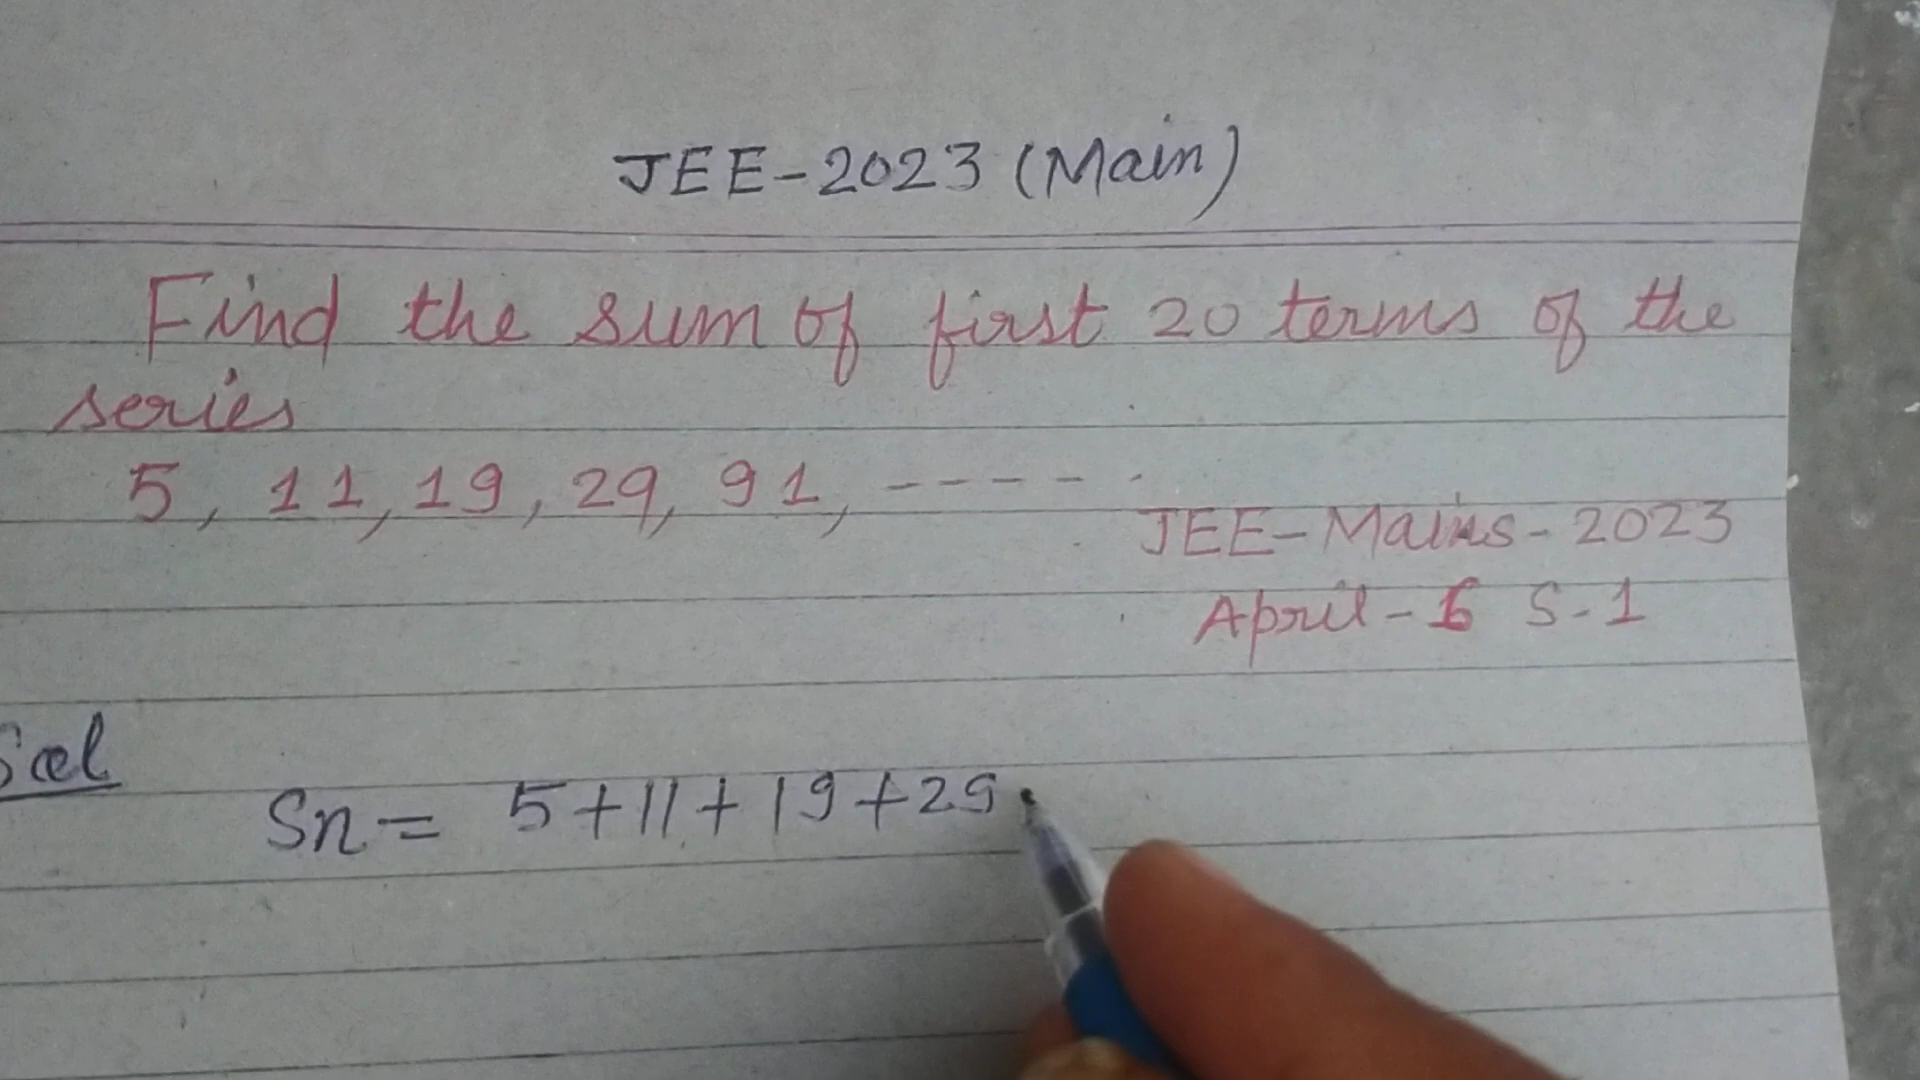 JEE-2023 (Main)
Find the sum of first 20 terms of the
series
5, 11, 19, 29, 91, -----
JEE-Mains-2023
April-6 S-1
Sol
Sn = 5+11+19+29